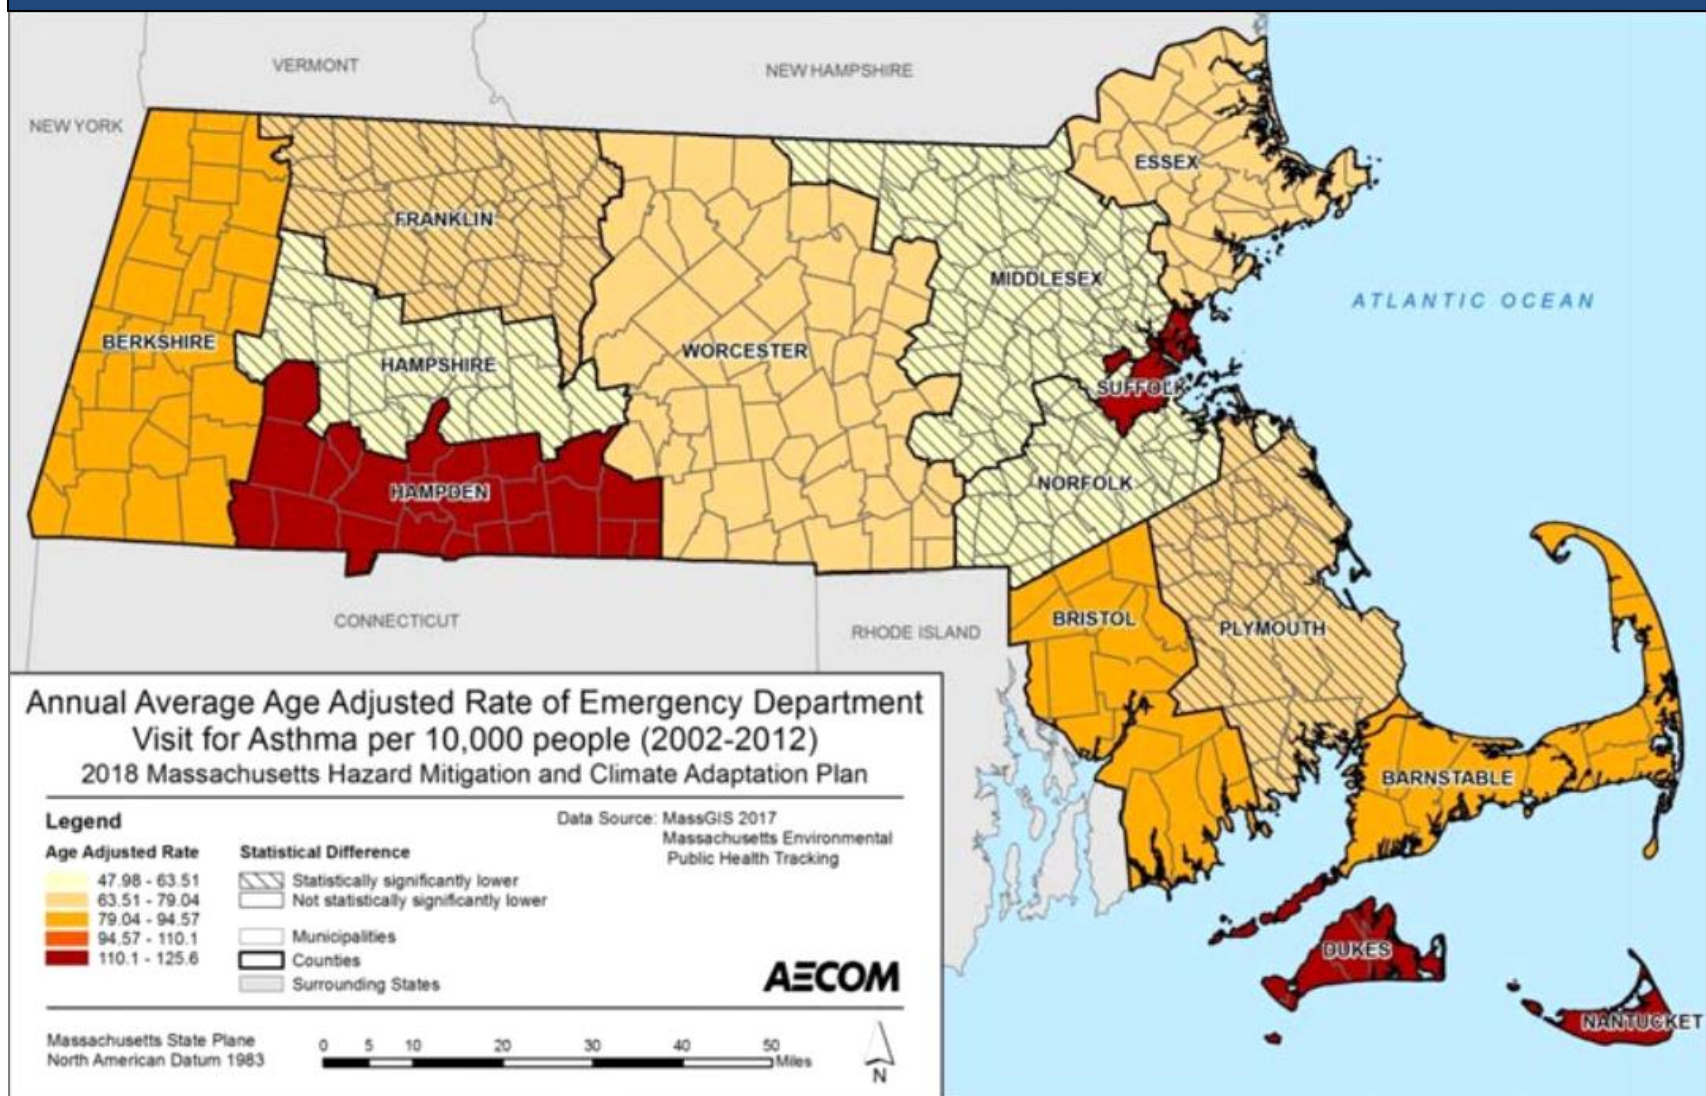 VERMONT
NEW HAMPSHIRE
NEW YORK
ESSEX
FRANKLIN
MIDDLESEX
ATLANTIC OCEAN
BERKSHIRE
HAMPSHIRE
WORCESTER
SUFFOLK
HAMPDEN
NORFOLK
CONNECTICUT
RHODE ISLAND
BRISTOL
PLYMOUTH
BARNSTABLE
DUKES
NANTUCKET
Annual Average Age Adjusted Rate of Emergency Department
Visit for Asthma per 10,000 people (2002-2012)
2018 Massachusetts Hazard Mitigation and Climate Adaptation Plan
Legend
Age Adjusted Rate
47.98 - 63.51
63.51 - 79.04
79.04 - 94.57
94.57 - 110.1
110.1 - 125.6
Statistical Difference
Statistically significantly lower
Not statistically significantly lower
Municipalities
Counties
Surrounding States
Data Source: MassGIS 2017
Massachusetts Environmental
Public Health Tracking
AECOM
Massachusetts State Plane
North American Datum 1983
0 5 10 20 30 40 50
Miles
N